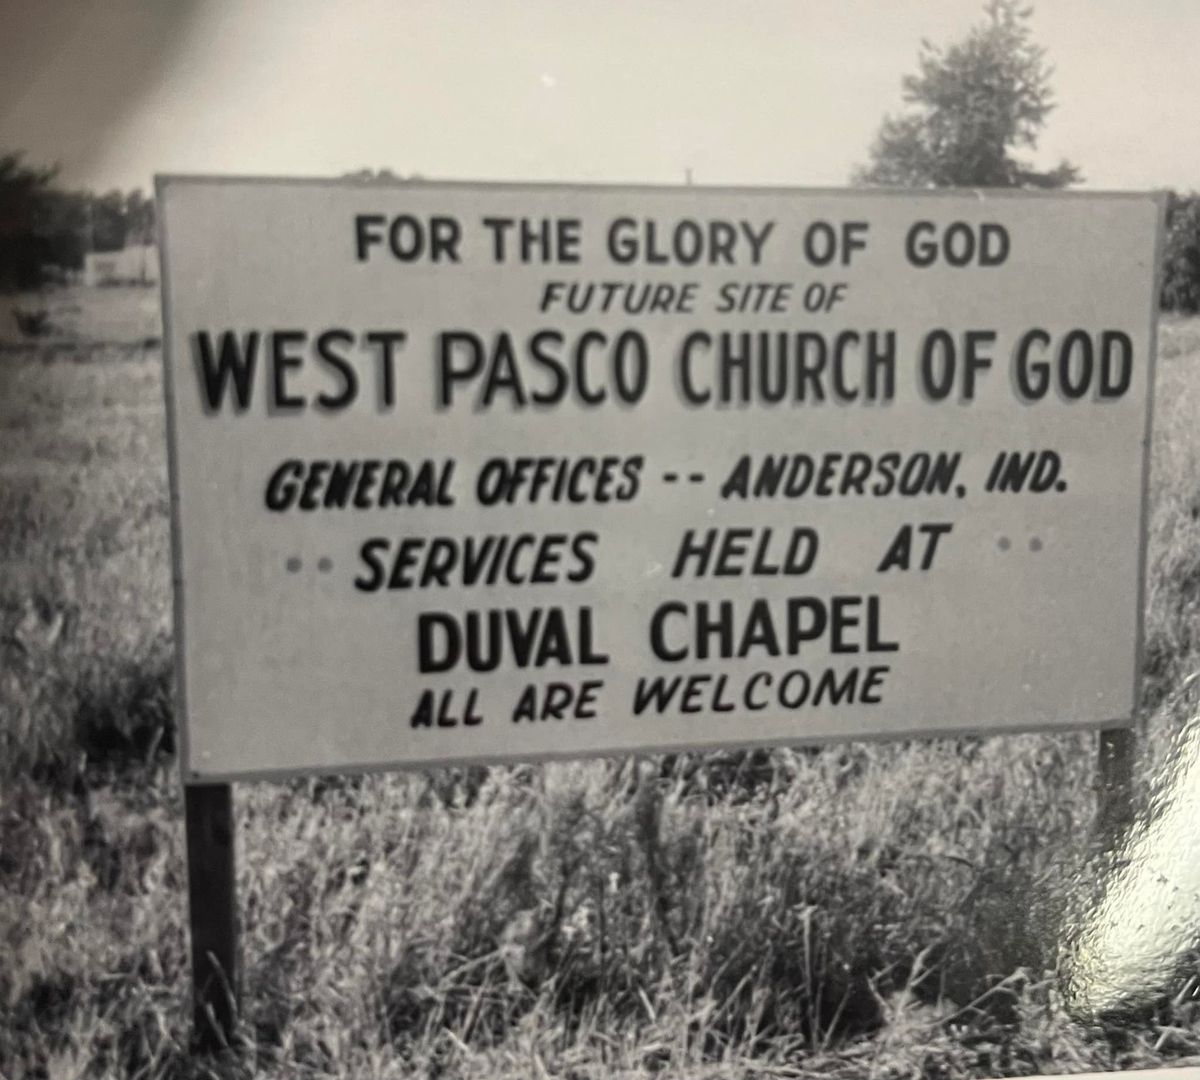 FOR THE GLORY OF GOD
FUTURE SITE OF
WEST PASCO CHURCH OF GOD
GENERAL OFFICES -- ANDERSON, IND.
·· SERVICES HELD AT ··
DUVAL CHAPEL
ALL ARE WELCOME